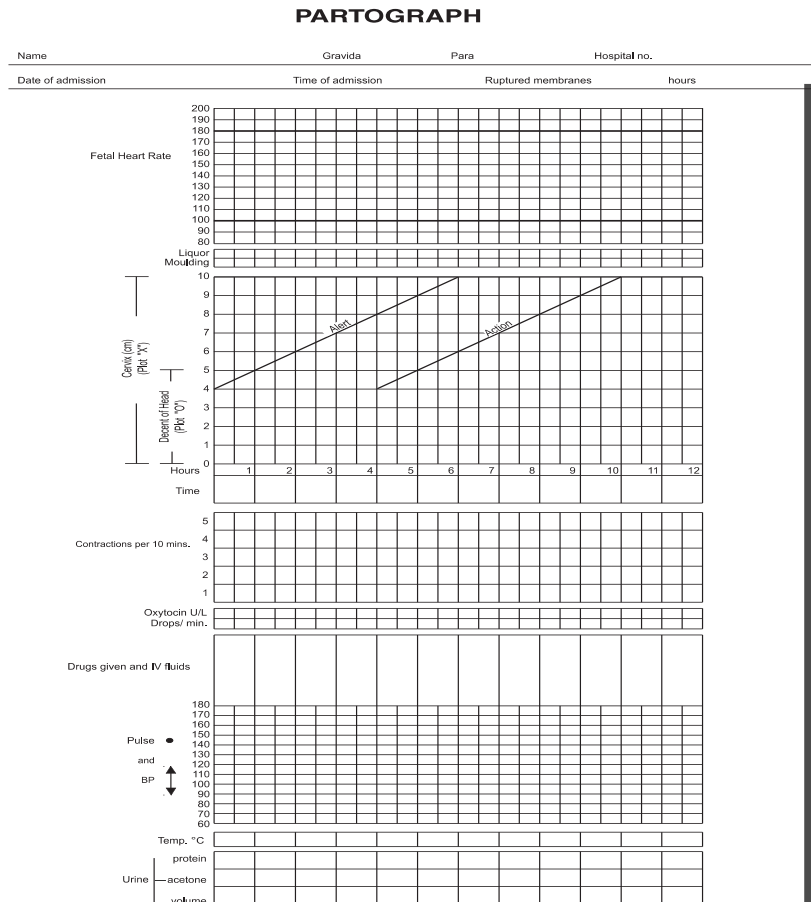 PARTOGRAPH
Name Gravida Para Hospital no.
Date of admission Time of admission Ruptured membranes hours
200
190
180
170
Fetal Heart Rate 160
150
140
130
120
110
100
90
80
Liquor
Moulding
10
9
8
7
6
5
4
3
2
1
0
Alert
Action
Cervix (cm)
(Plot "X")
Decent of Head
(Plot "O")
Hours 1 2 3 4 5 6 7 8 9 10 11 12
Time
5
Contractions per 10 mins. 4
3
2
1
Oxytocin U/L
Drops/ min.
Drugs given and IV fluids
180
170
160
150
Pulse 140
130
and 120
110
BP 100
90
80
70
60
Temp. °C
protein
Urine acetone
volume